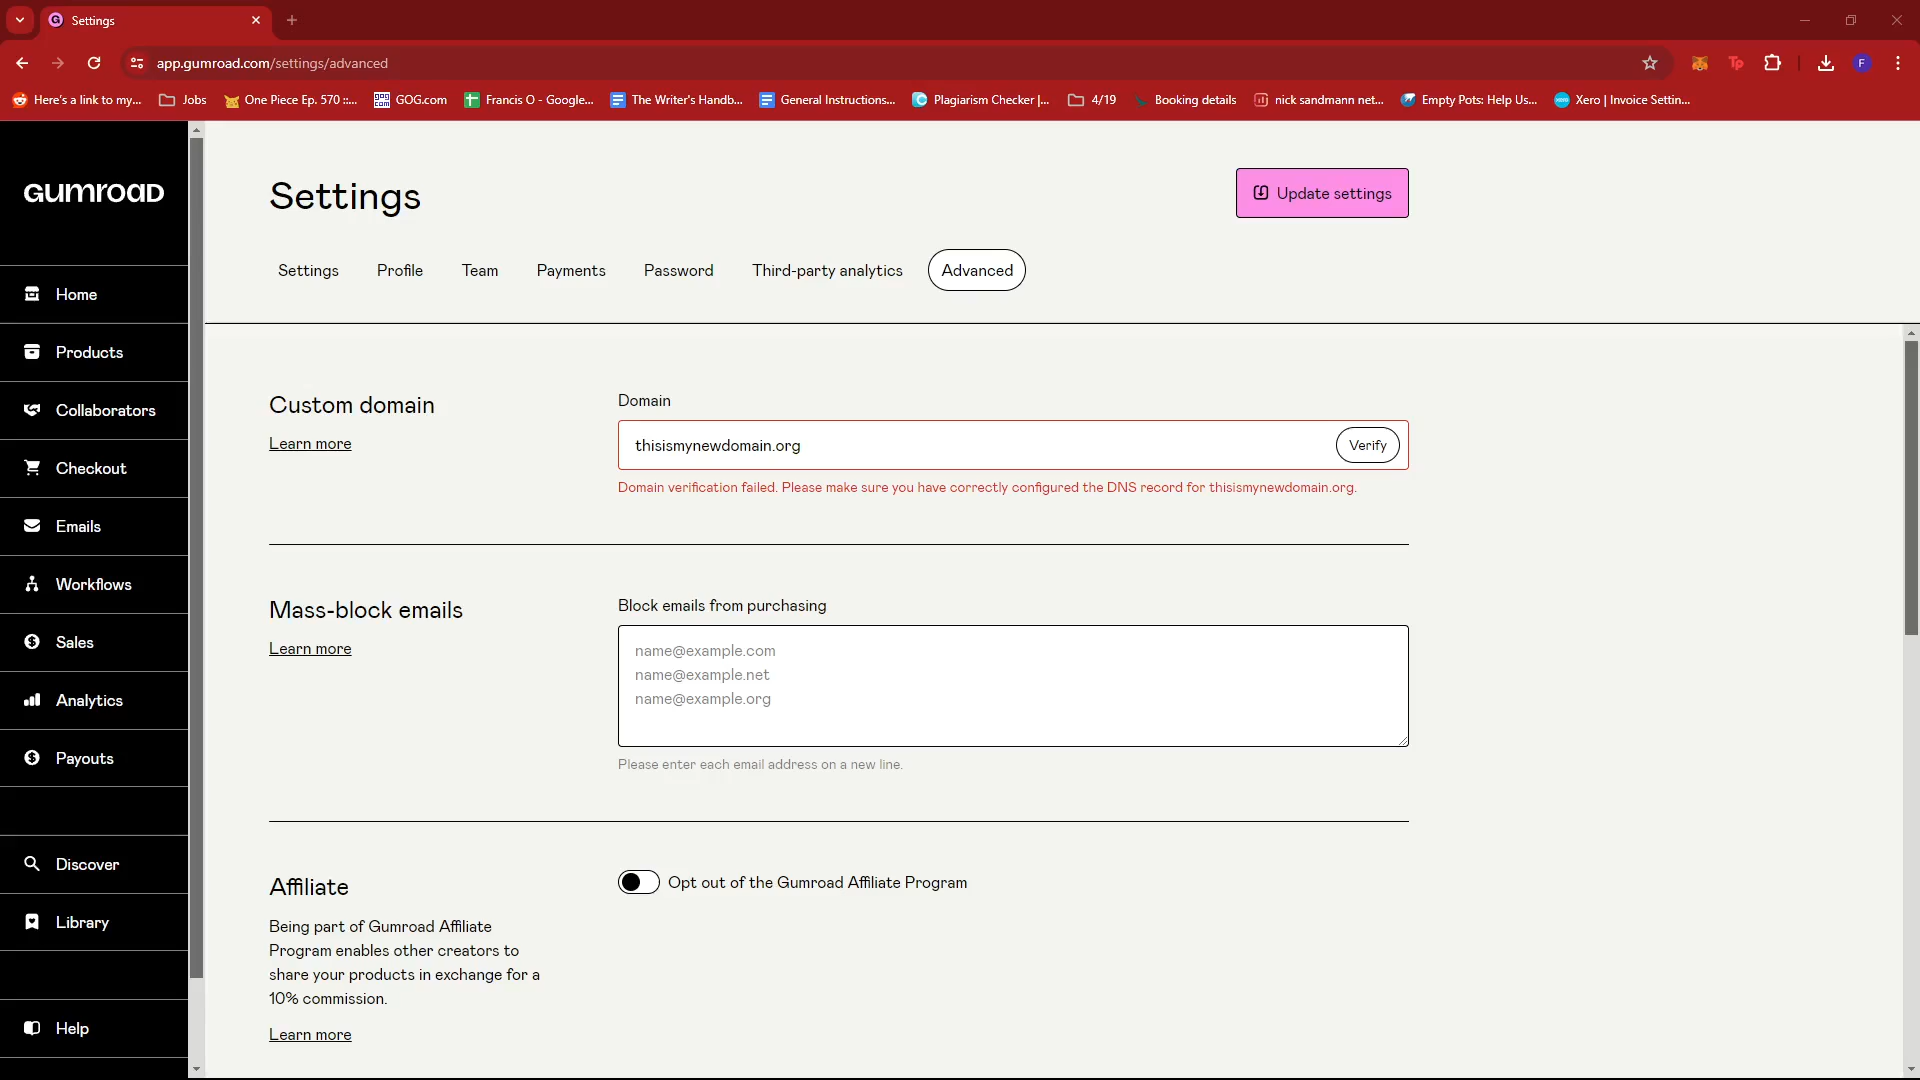 Settings
app.gumroad.com/settings/advanced
Here's a link to my...
Jobs
One Piece Ep. 570 ::...
GOG.com
Francis O - Google...
The Writer's Handb...
General Instructions...
Plagiarism Checker |...
4/19
Booking details
nick sandmann net...
Empty Pots: Help Us...
Xero | Invoice Settin...
GUMROAD
Home
Products
Collaborators
Checkout
Emails
Workflows
Sales
Analytics
Payouts
Discover
Library
Help
Settings
Update settings
Settings
Profile
Team
Payments
Password
Third-party analytics
Advanced
Custom domain
Learn more
Domain
thisismynewdomain.org
Verify
Domain verification failed. Please make sure you have correctly configured the DNS record for thisismynewdomain.org.
Mass-block emails
Learn more
Block emails from purchasing
name@example.com
name@example.net
name@example.org
Please enter each email address on a new line.
Affiliate
Being part of Gumroad Affiliate
Program enables other creators to
share your products in exchange for a
10% commission.
Learn more
Opt out of the Gumroad Affiliate Program